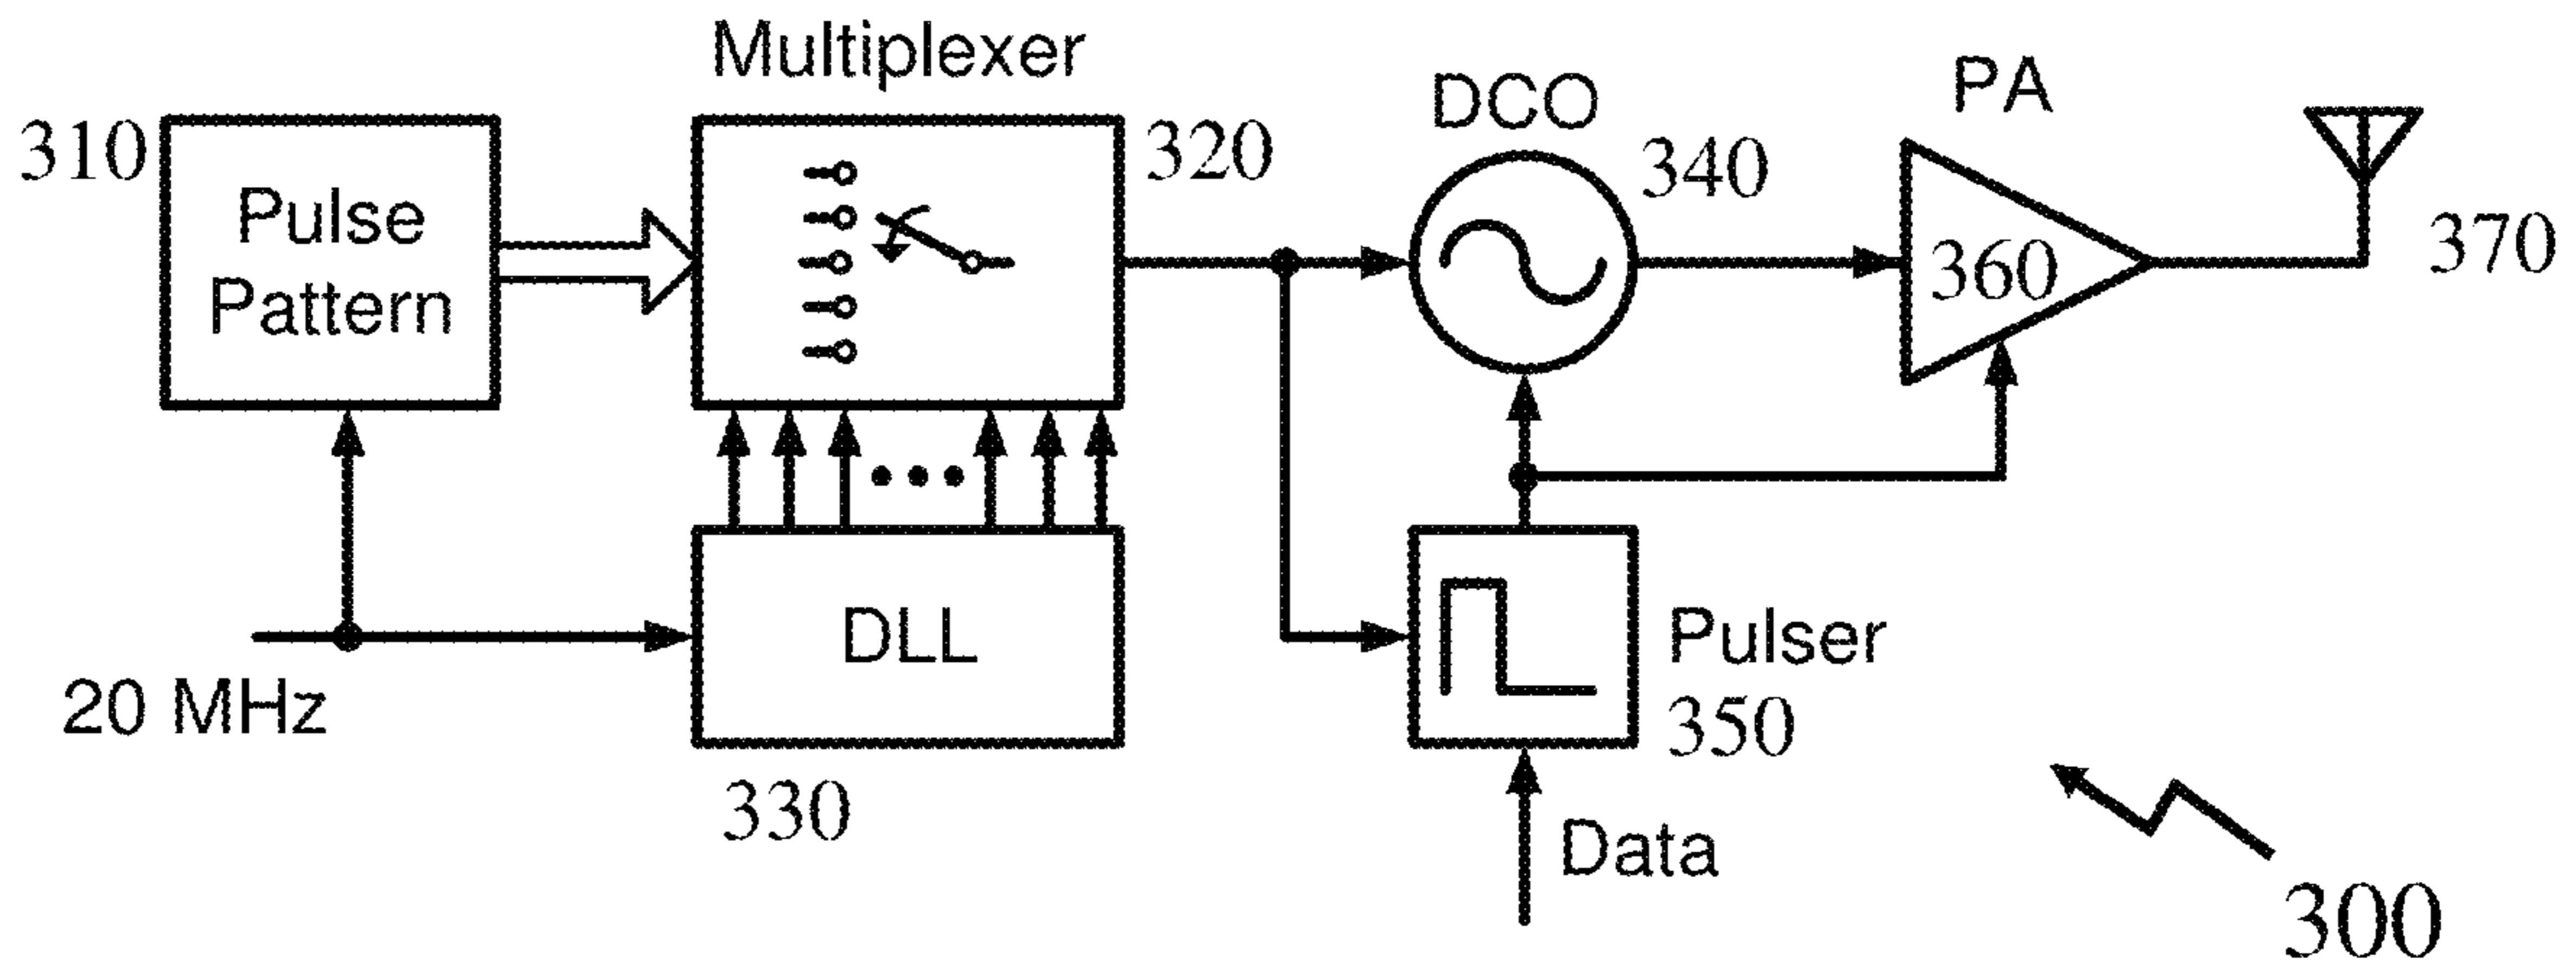 Multiplexer
DCO
PA
310
320
340
Pulse
Pattern
360
370
DLL
Pulser
20 MHz
350
330
Data
300